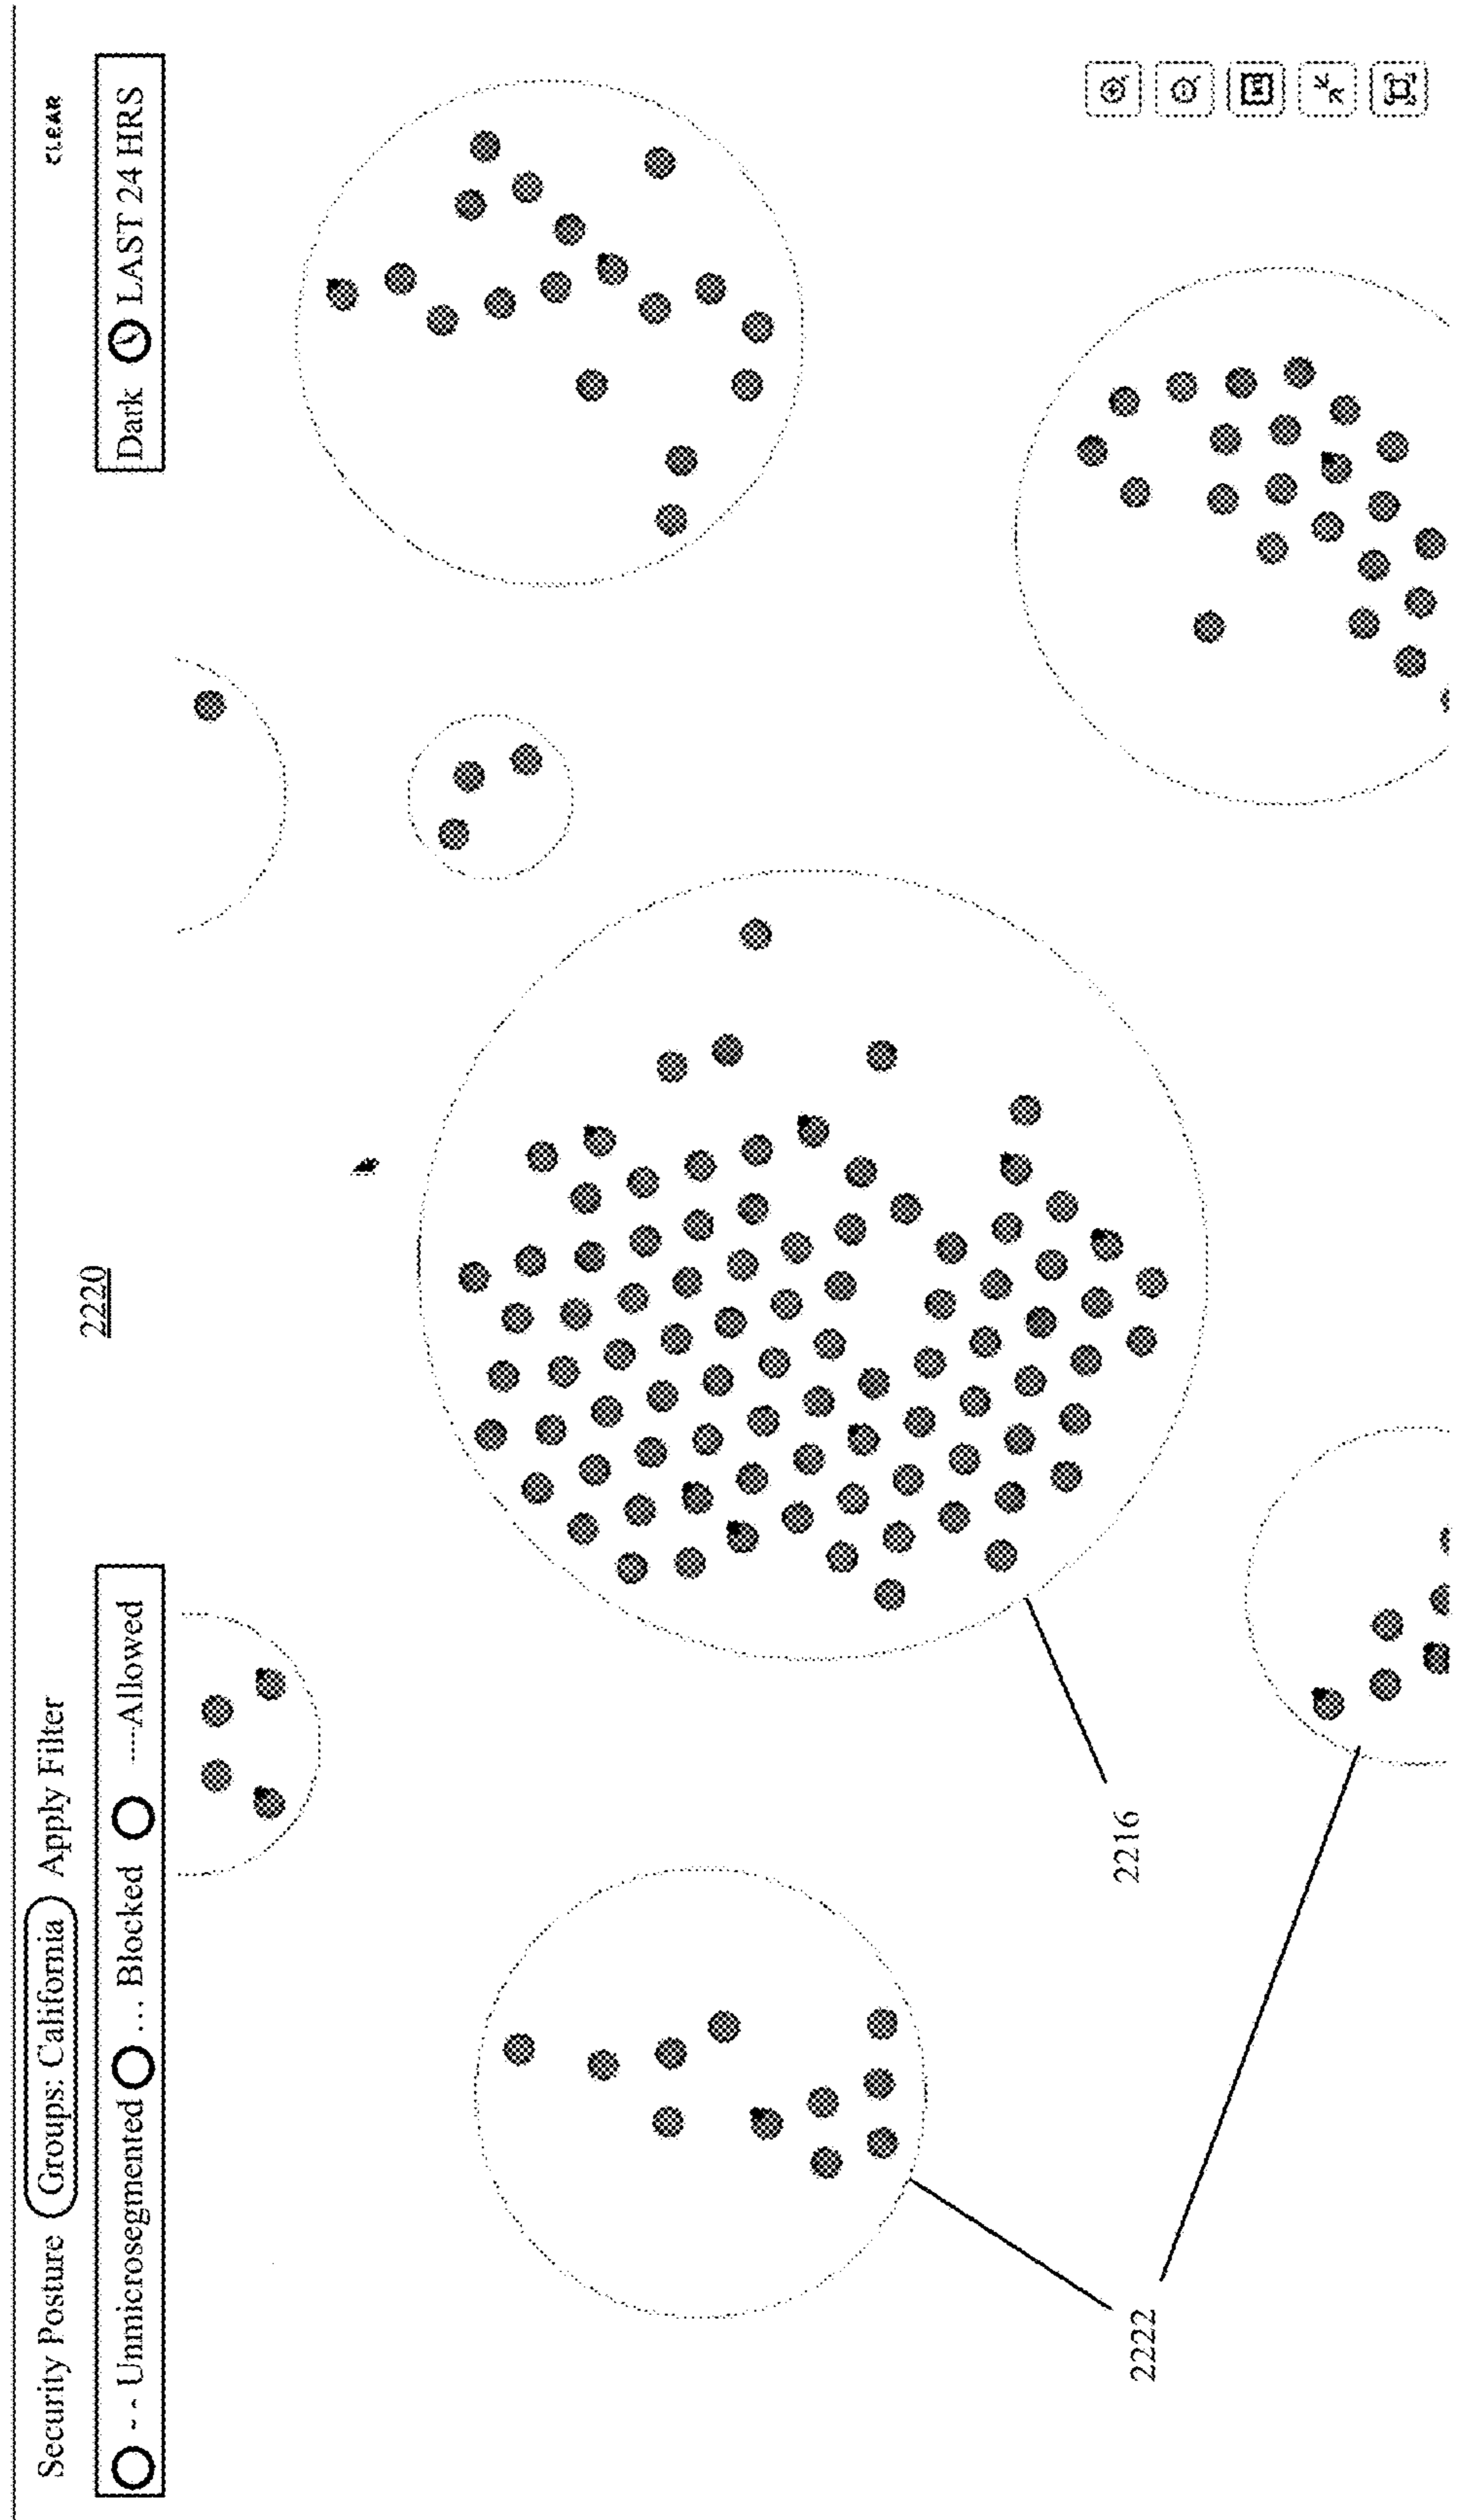 Security Posture Groups: California Apply Filter
CLEAR
- - Unmicrosegmented ... Blocked ----Allowed
Dark LAST 24 HRS
2220
2216
2222